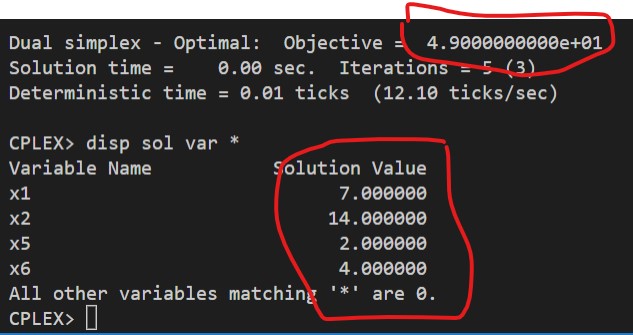 Dual simplex - Optimal:  Objective =  4.9000000000e+01
Solution time =    0.00 sec.  Iterations = 5 (3)
Deterministic time = 0.01 ticks  (12.10 ticks/sec)
CPLEX> disp sol var *
Variable Name           Solution Value
x1                            7.000000
x2                           14.000000
x5                            2.000000
x6                            4.000000
All other variables matching '*' are 0.
CPLEX>